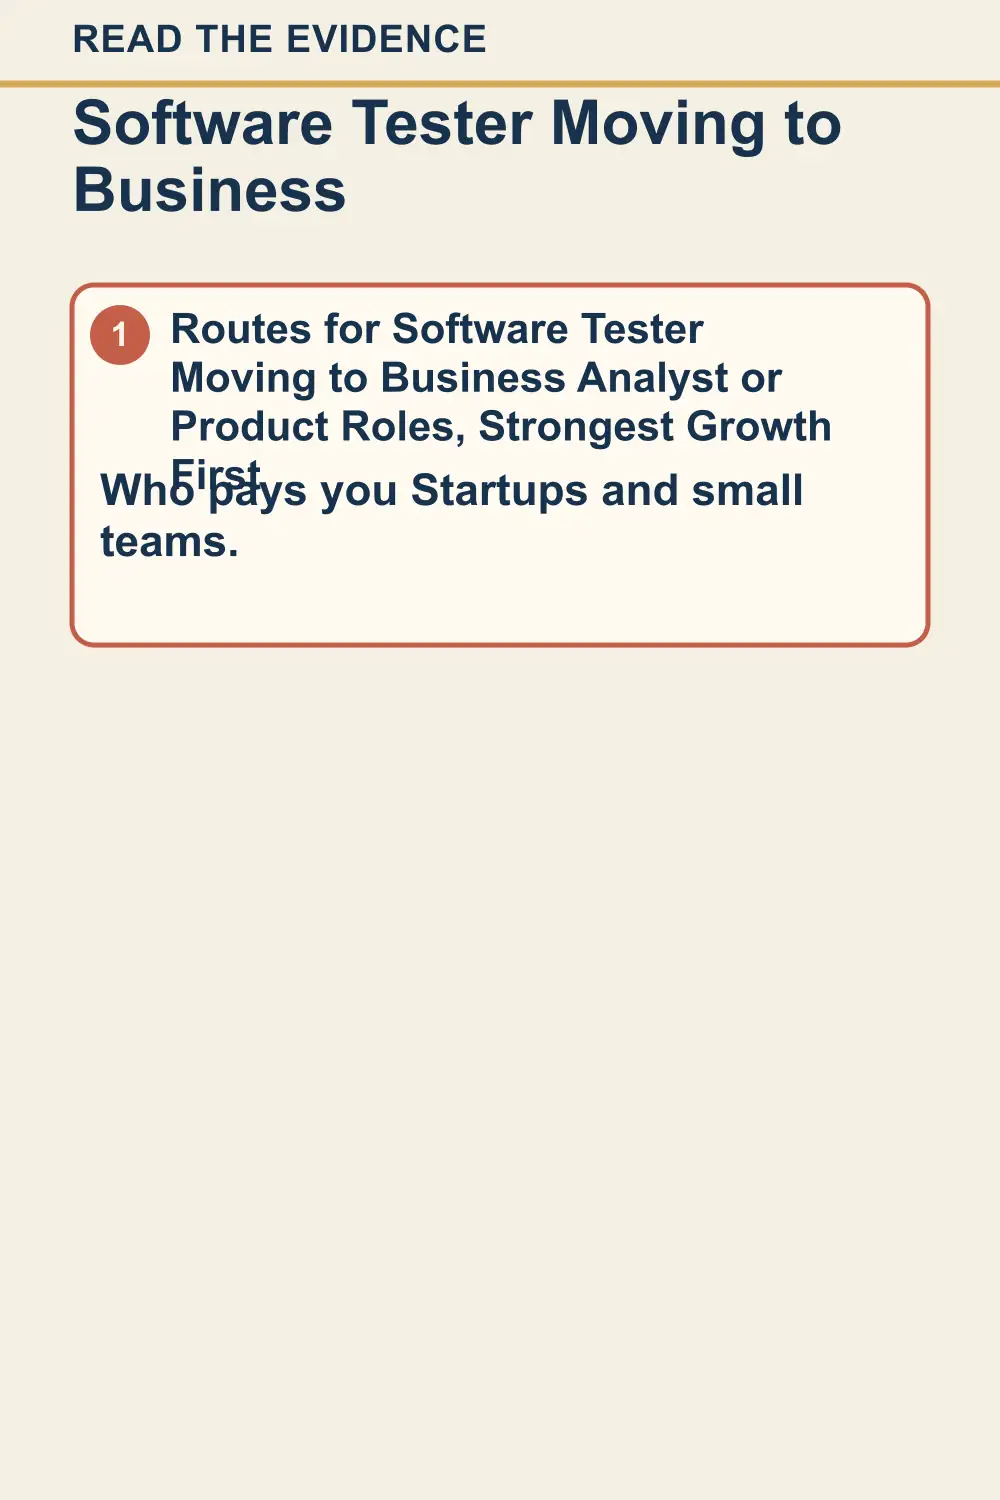 READ THE EVIDENCE
Software Tester Moving to
Business
1
Routes for Software Tester
Moving to Business Analyst or
Product Roles, Strongest Growth
First
Who pays you Startups and small
teams.